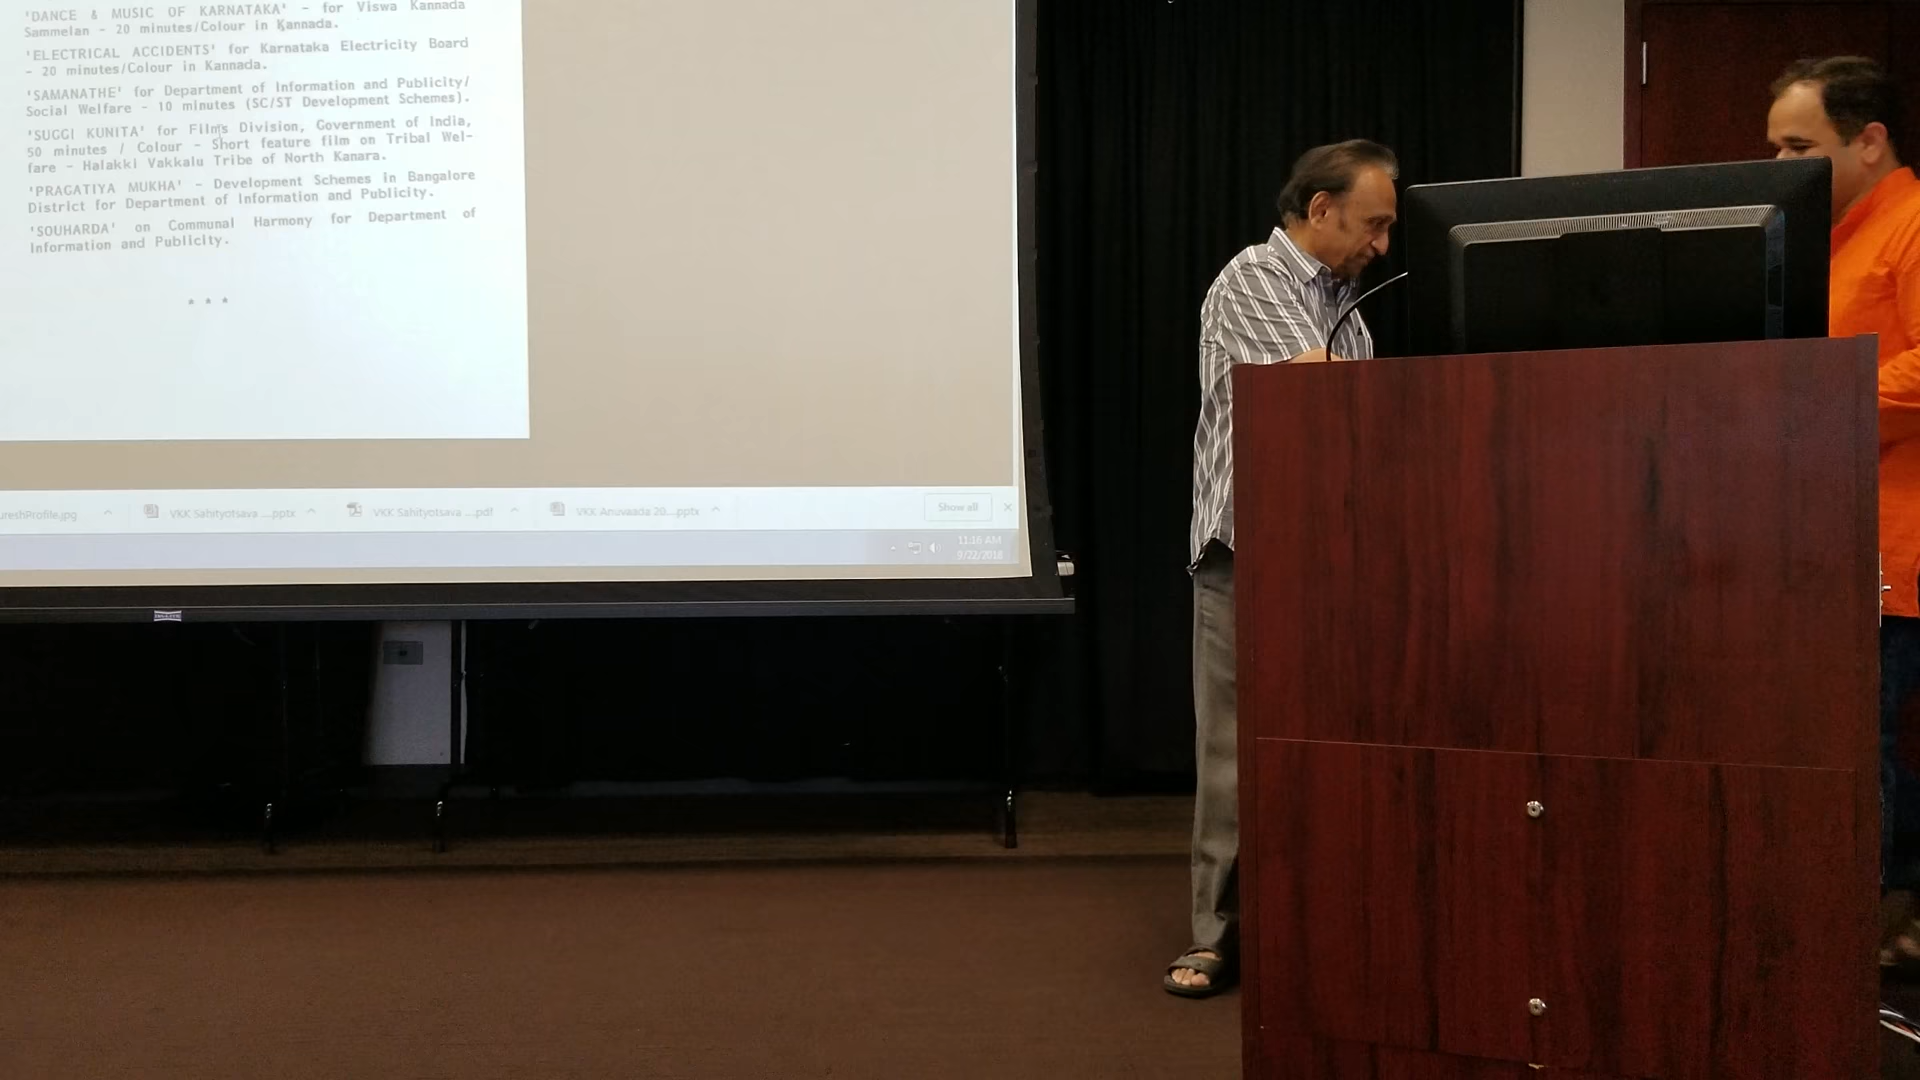 'DANCE & MUSIC OF KARNATAKA' - for Viswa Kannada
Sammelan - 20 minutes/Colour in Kannada.
'ELECTRICAL ACCIDENTS' for Karnataka Electricity Board
- 20 minutes/Colour in Kannada.
'SAMANATHE' for Department of Information and Publicity/
Social Welfare - 10 minutes (SC/ST Development Schemes).
'SUGGI KUNITA' for Films Division, Government of India,
50 minutes / Colour - Short feature film on Tribal Wel-
fare - Halakki Vakkalu Tribe of North Kanara.
'PRAGATIYA MUKHA' - Development Schemes in Bangalore
District for Department of Information and Publicity.
'SOUHARDA' on Communal Harmony for Department of
Information and Publicity.
* * *
ureshProfile.jpg VKK Sahityotsava ....pptx VKK Sahityotsava ....pdf VKK Anuvaada 20....pptx Show all
11:16 AM
9/22/2018